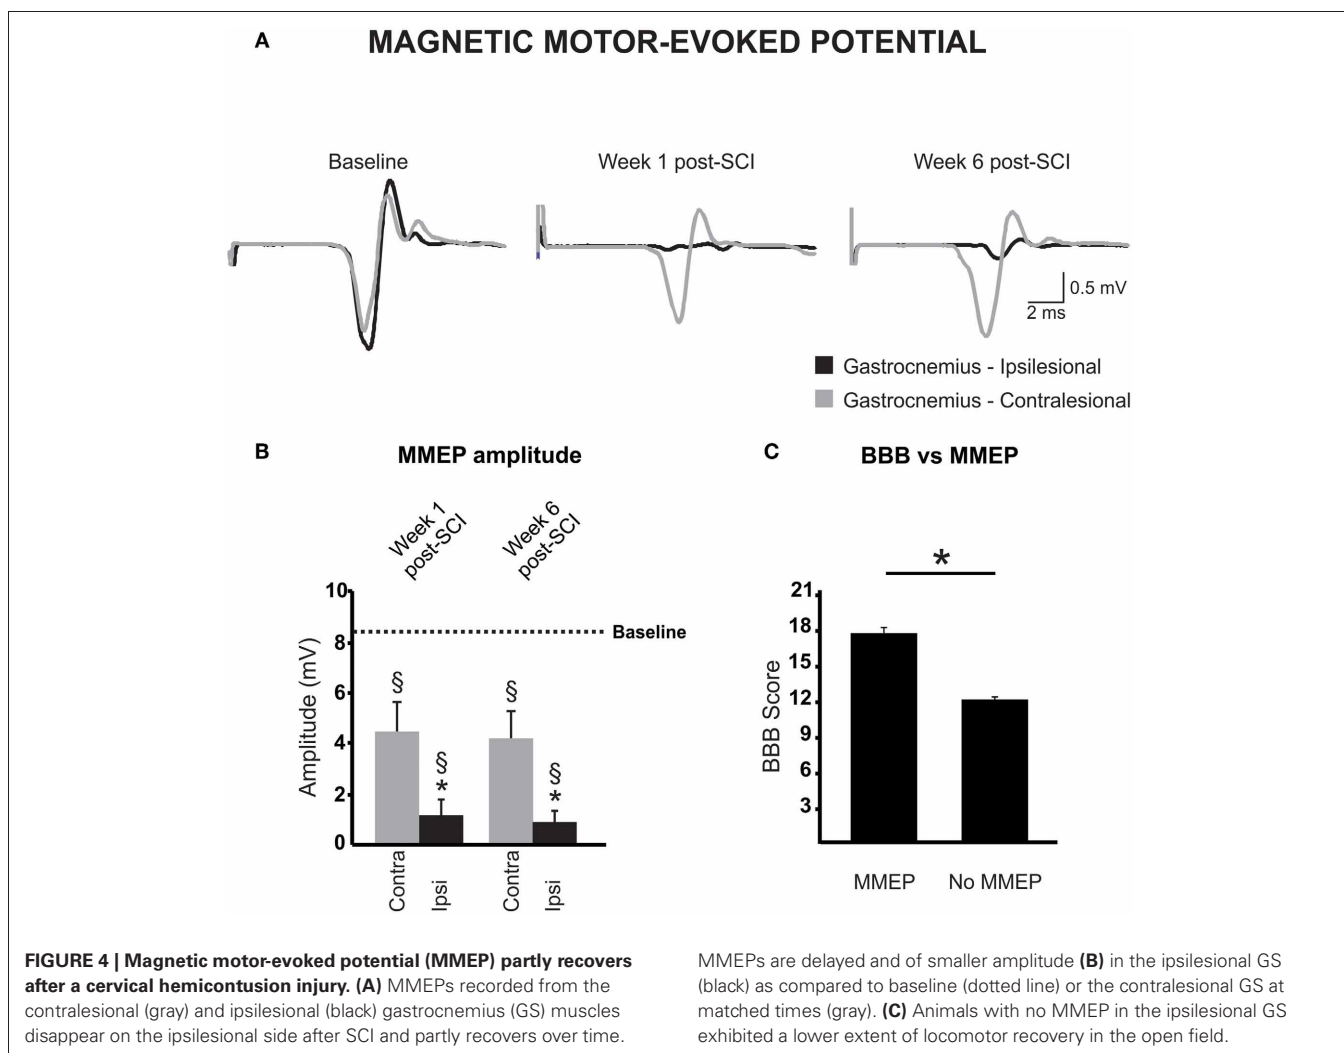 A
MAGNETIC MOTOR-EVOKED POTENTIAL
Baseline
Week 1 post-SCI
Week 6 post-SCI
0.5 mV
2 ms
Gastrocnemius - Ipsilesional
Gastrocnemius - Contralesional
B
MMEP amplitude
Week 1
post-SCI
Week 6
post-SCI
10
8
6
4
2
0
Amplitude (mV)
Baseline
§
§
*
§
§
*
Contra
Ipsi
Contra
Ipsi
C
BBB vs MMEP
*
21
18
15
12
9
6
3
BBB Score
MMEP
No MMEP
FIGURE 4 | Magnetic motor-evoked potential (MMEP) partly recovers
after a cervical hemicontusion injury. (A) MMEPs recorded from the
contralesional (gray) and ipsilesional (black) gastrocnemius (GS) muscles
disappear on the ipsilesional side after SCI and partly recovers over time.
MMEPs are delayed and of smaller amplitude (B) in the ipsilesional GS
(black) as compared to baseline (dotted line) or the contralesional GS at
matched times (gray). (C) Animals with no MMEP in the ipsilesional GS
exhibited a lower extent of locomotor recovery in the open field.